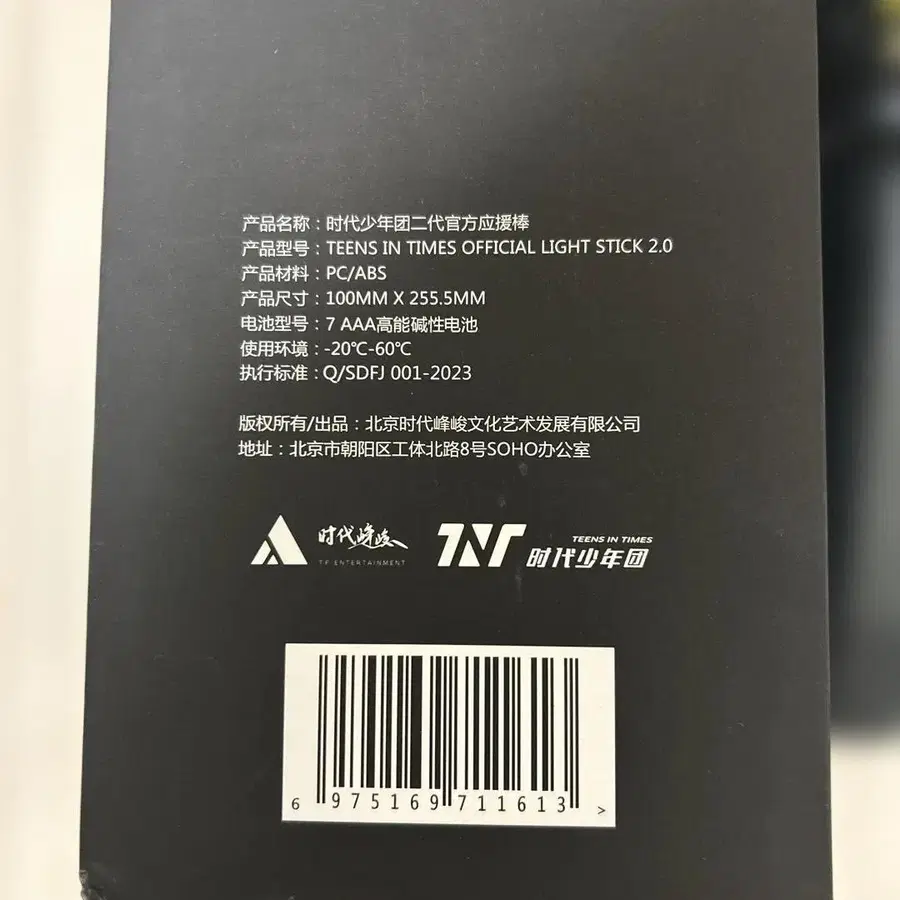 产品名称：时代少年团二代官方应援棒
产品型号：TEENS IN TIMES OFFICIAL LIGHT STICK 2.0
产品材料：PC/ABS
产品尺寸：100MM X 255.5MM
电池型号：7 AAA高能碱性电池
使用环境：-20℃-60℃
执行标准：Q/SDFJ 001-2023
版权所有/出品：北京时代峰峻文化艺术发展有限公司
地址：北京市朝阳区工体北路8号SOHO办公室
时代峰峻
TF ENTERTAINMENT
TNT
TEENS IN TIMES
时代少年团
6 975169 711613 >